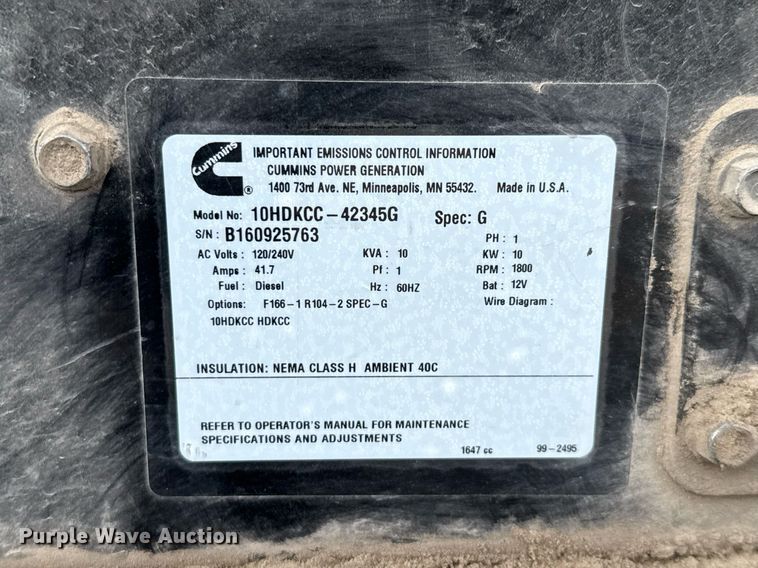 Cummins
®
IMPORTANT EMISSIONS CONTROL INFORMATION
CUMMINS POWER GENERATION
1400 73rd Ave. NE, Minneapolis, MN 55432. Made in U.S.A.
Model No: 10HDKCC-42345G Spec: G
S/N : B160925763 PH : 1
AC Volts : 120/240V KVA : 10 KW : 10
Amps : 41.7 Pf : 1 RPM : 1800
Fuel : Diesel Hz : 60HZ Bat : 12V
Options: F166-1 R104-2 SPEC-G Wire Diagram :
10HDKCC HDKCC
INSULATION: NEMA CLASS H AMBIENT 40C
REFER TO OPERATOR'S MANUAL FOR MAINTENANCE
SPECIFICATIONS AND ADJUSTMENTS
1647 cc 99-2495
Purple Wave Auction